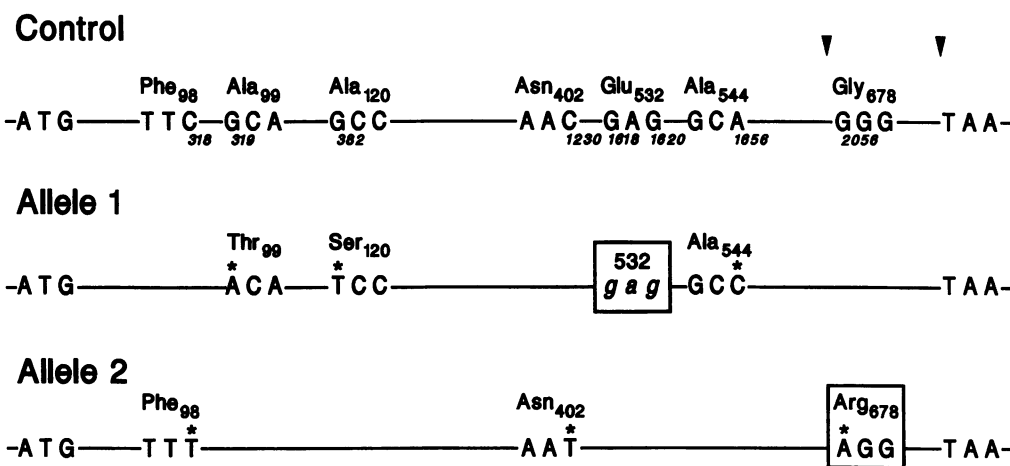 Control
Phe98 Ala99 Ala120 Asn402 Glu532 Ala544 Gly678
-ATG—TTC—GCA—GCC—AAC—GAG—GCA—GGG—TAA-
318 319 382 1230 1618 1620 1656 2056
Allele 1
Thr99 Ser120 532 Ala544
* * *
-ATG—ACA—TCC—gag—GCC—TAA-
Allele 2
Phe98 Asn402 Arg678
* * *
-ATG—TTT—AAT—AGG—TAA-